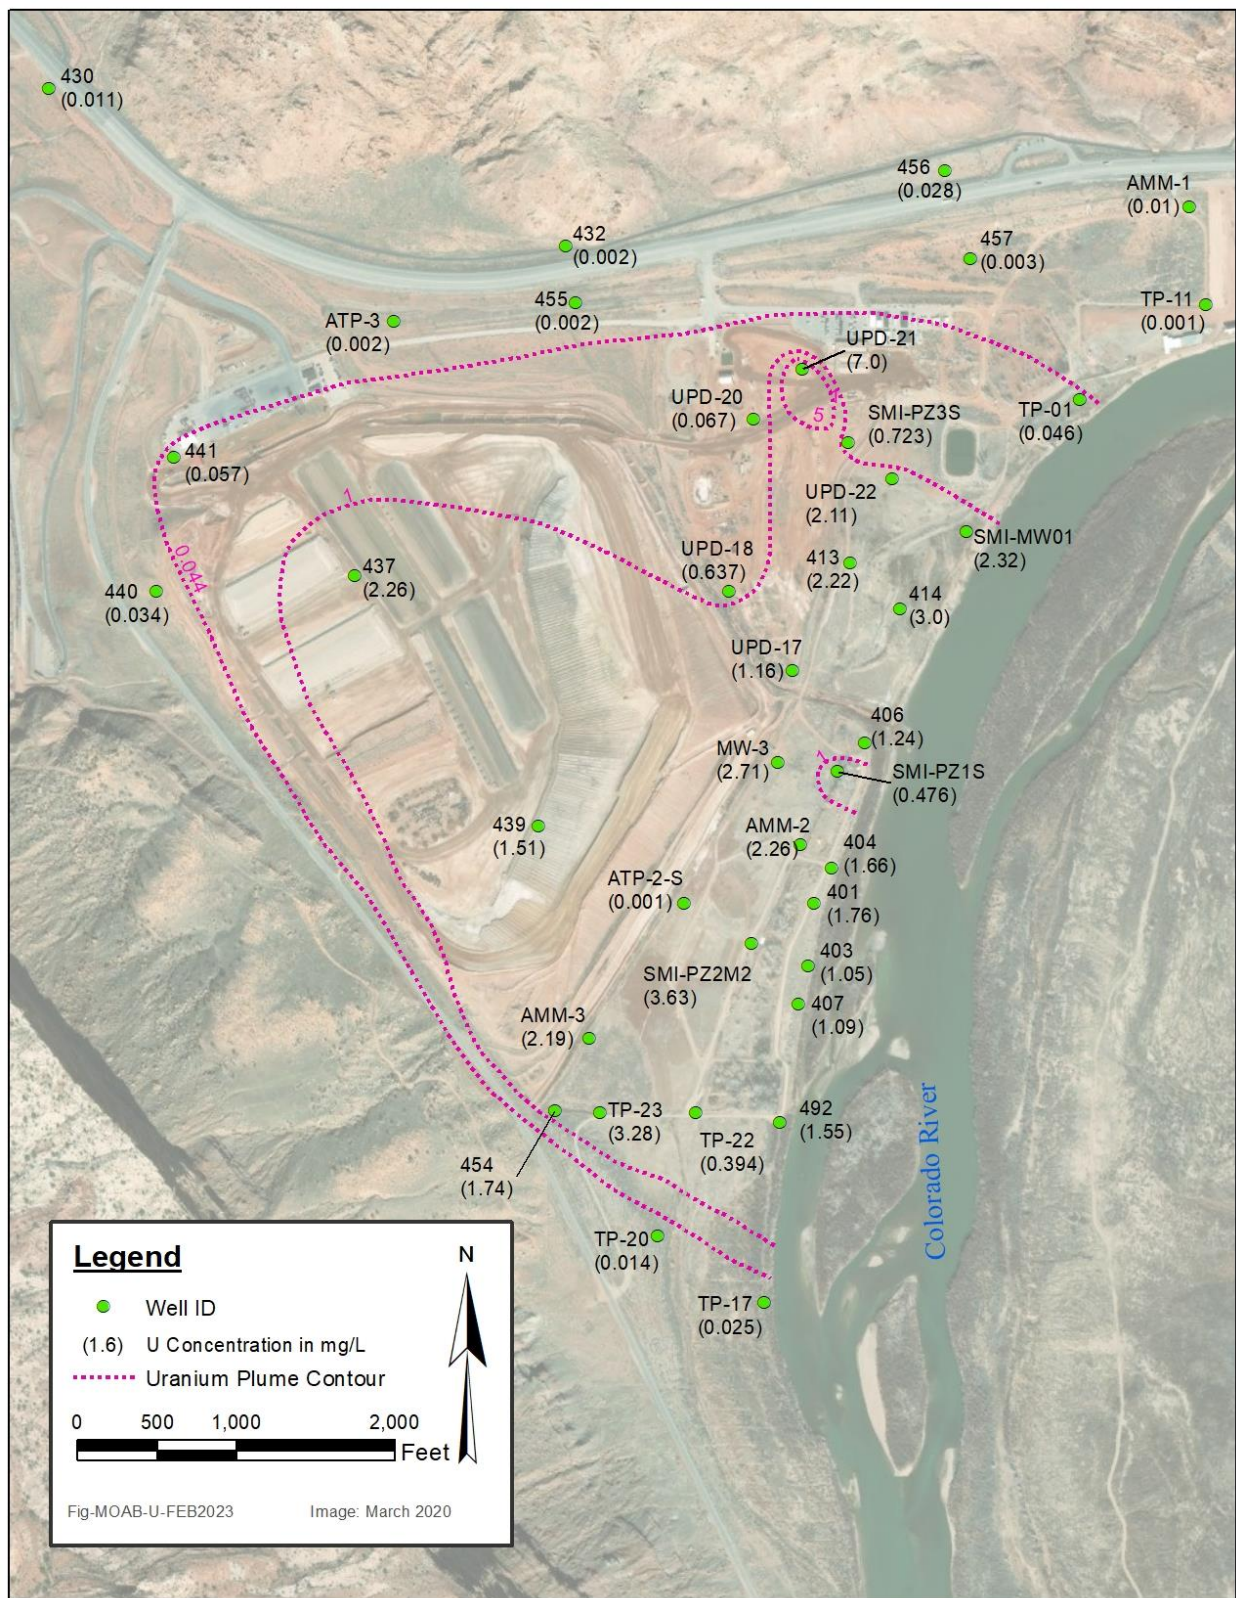 430
(0.011)
456
(0.028)
AMM-1
(0.01)
432
(0.002)
457
(0.003)
455
(0.002)
TP-11
(0.001)
ATP-3
(0.002)
UPD-21
(7.0)
UPD-20
(0.067)
1
5
SMI-PZ3S
(0.723)
TP-01
(0.046)
441
(0.057)
UPD-22
(2.11)
1
SMI-MW01
(2.32)
0.044
437
(2.26)
UPD-18
(0.637)
413
(2.22)
440
(0.034)
414
(3.0)
UPD-17
(1.16)
406
(1.24)
MW-3
(2.71)
1
SMI-PZ1S
(0.476)
439
(1.51)
AMM-2
(2.26)
404
(1.66)
ATP-2-S
(0.001)
401
(1.76)
SMI-PZ2M2
(3.63)
403
(1.05)
407
(1.09)
AMM-3
(2.19)
TP-23
(3.28)
TP-22
(0.394)
492
(1.55)
454
(1.74)
Colorado River
TP-20
(0.014)
TP-17
(0.025)
Legend
N
Well ID
(1.6) U Concentration in mg/L
Uranium Plume Contour
0 500 1,000 2,000
Feet
Fig-MOAB-U-FEB2023 Image: March 2020